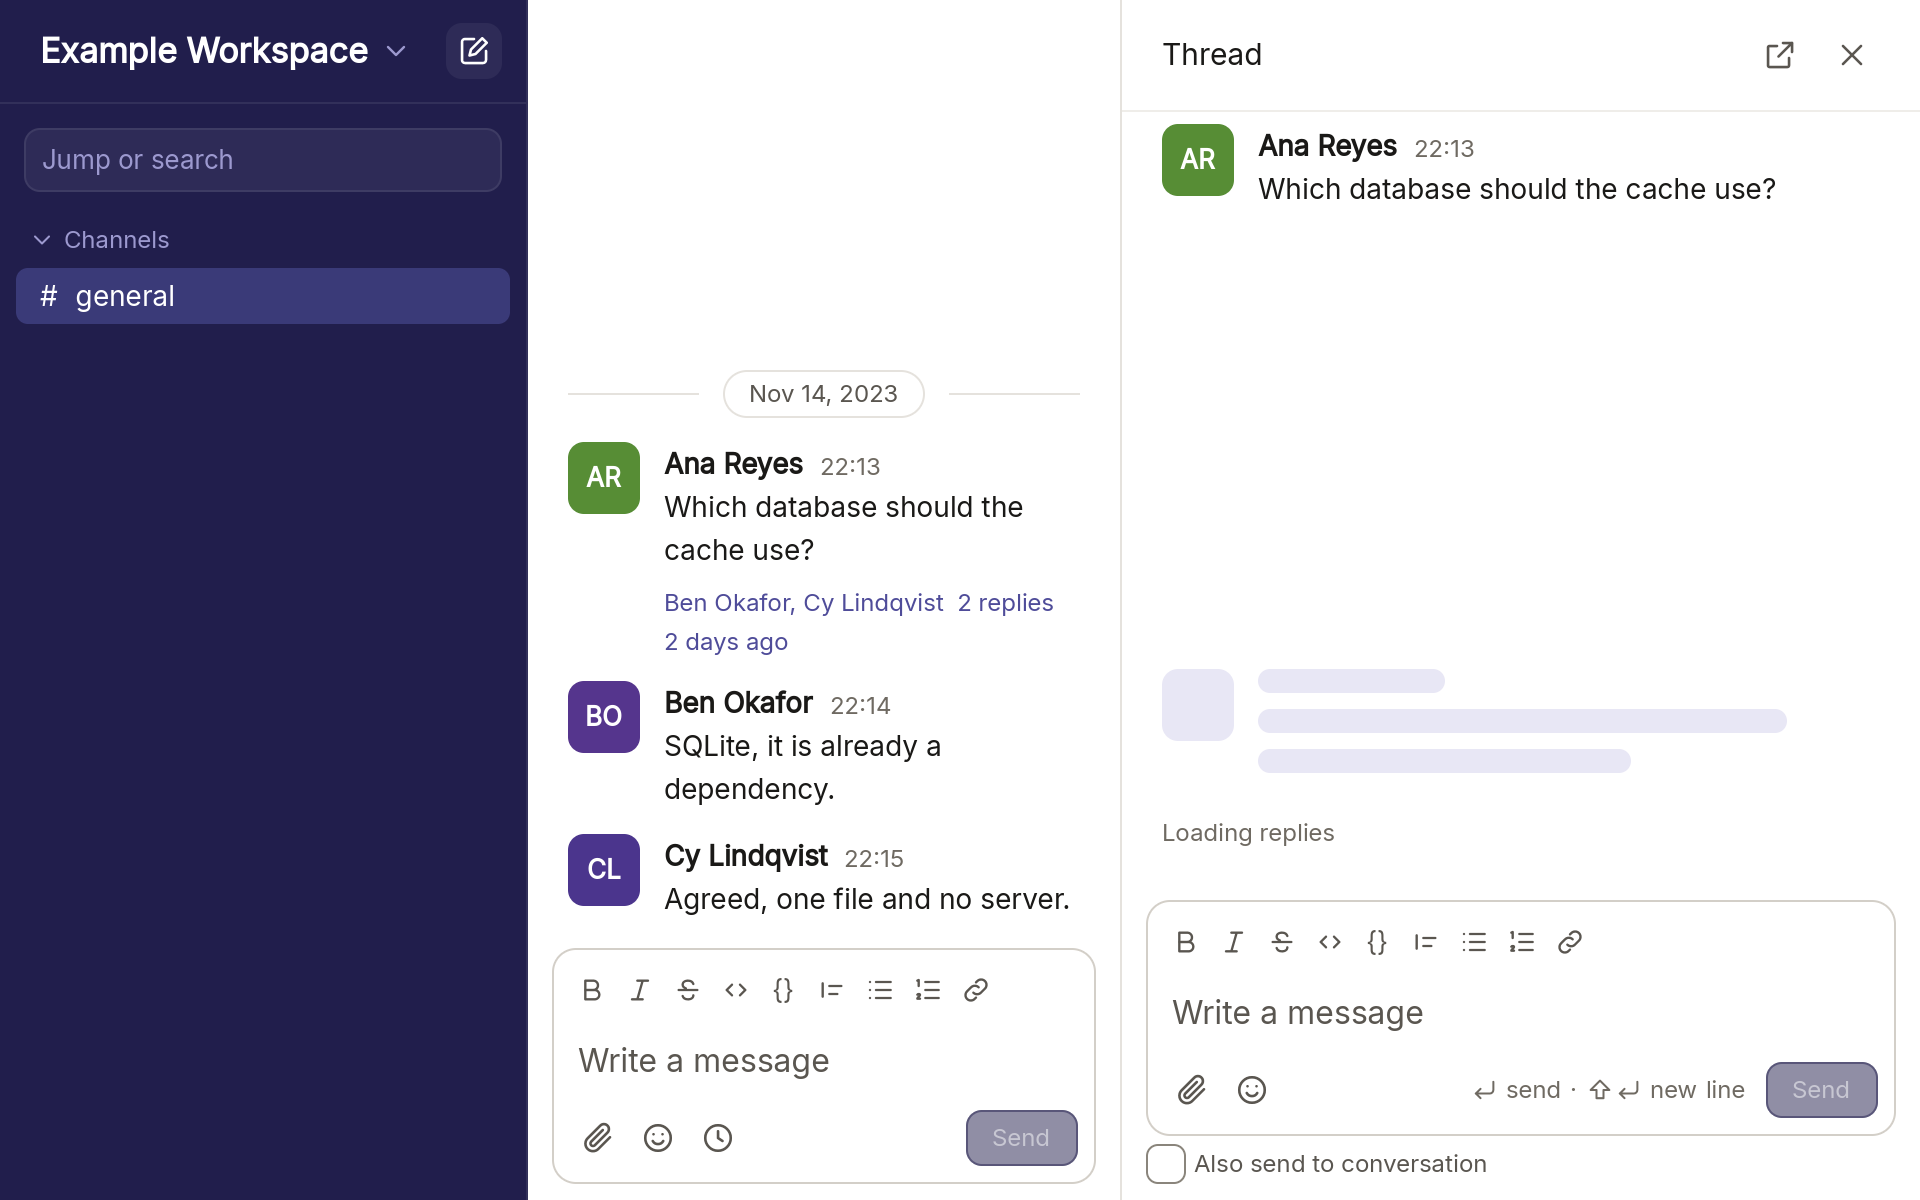 Example Workspace
Jump or search
Channels
# general
Nov 14, 2023
AR
Ana Reyes 22:13
Which database should the
cache use?
Ben Okafor, Cy Lindqvist 2 replies
2 days ago
BO
Ben Okafor 22:14
SQLite, it is already a
dependency.
CL
Cy Lindqvist 22:15
Agreed, one file and no server.
Write a message
Send
Thread
AR
Ana Reyes 22:13
Which database should the cache use?
Loading replies
Write a message
send · new line
Send
Also send to conversation